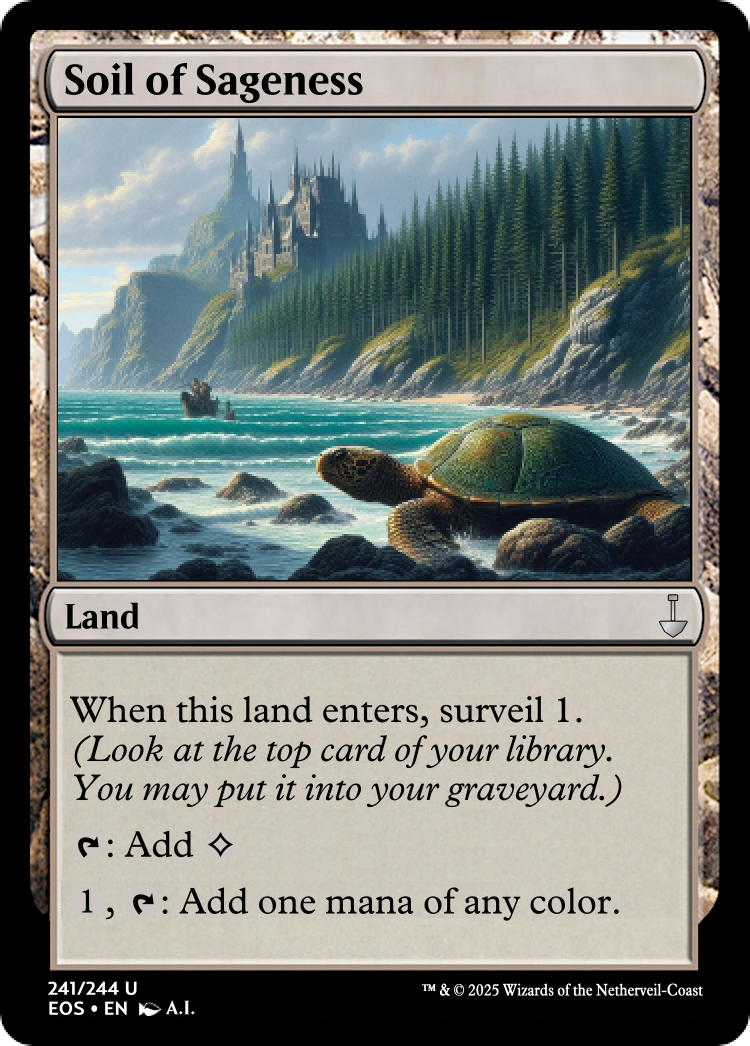 Soil of Sageness
Land
When this land enters, surveil 1.
(Look at the top card of your library.
You may put it into your graveyard.)
: Add
1 , : Add one mana of any color.
241/244 U
EOS • EN A.I.
™ & © 2025 Wizards of the Netherveil-Coast